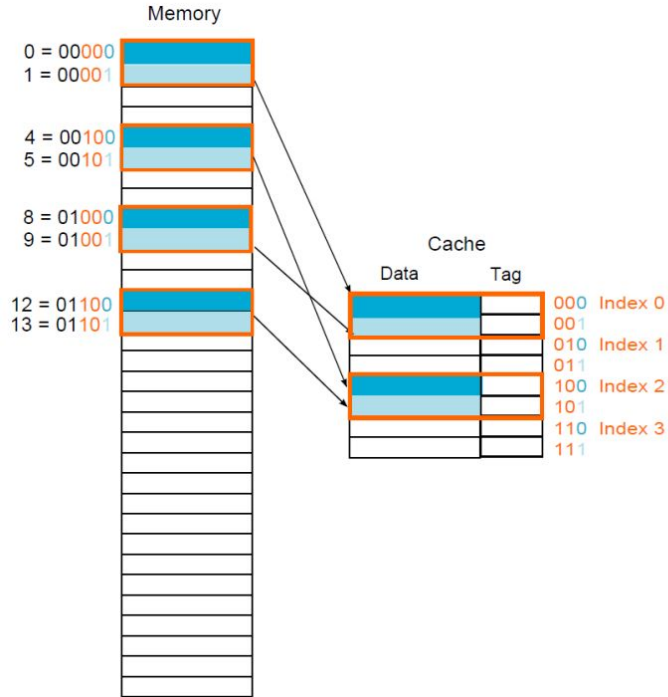 Memory
0 = 00000
1 = 00001
4 = 00100
5 = 00101
8 = 01000
9 = 01001
12 = 01100
13 = 01101
Cache
Data Tag
000 Index 0
001
010 Index 1
011
100 Index 2
101
110 Index 3
111